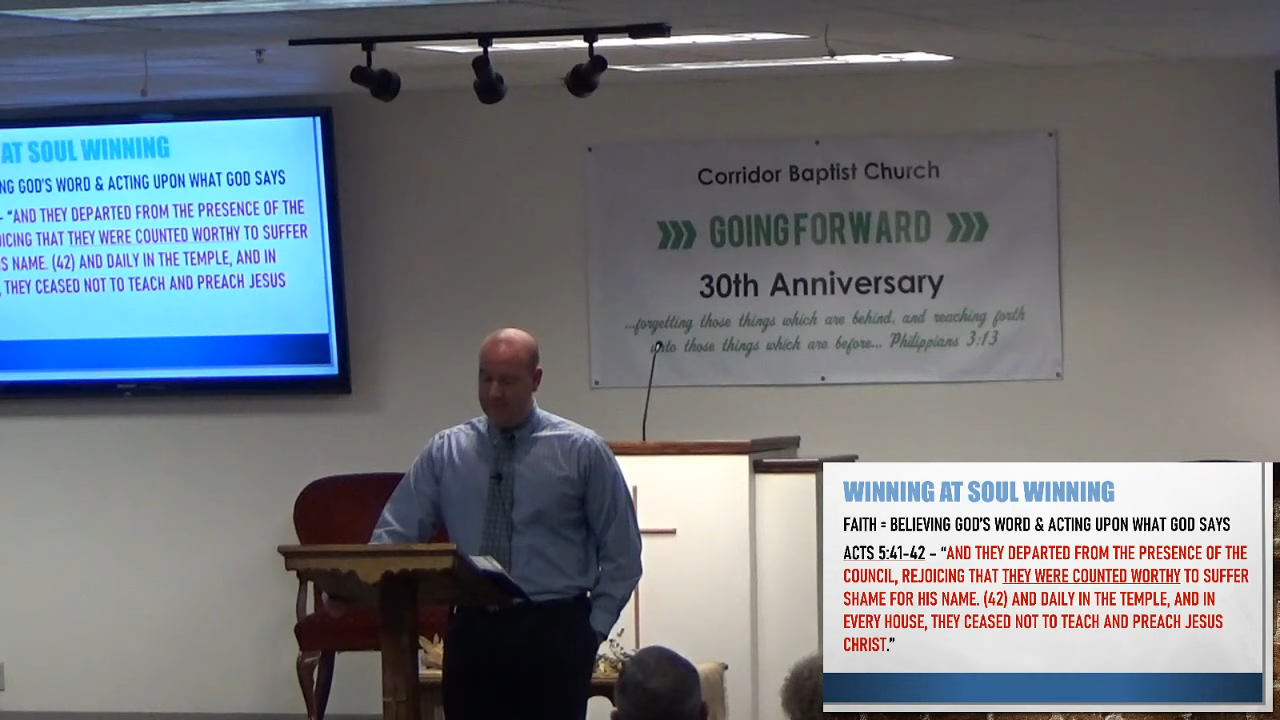 AT SOUL WINNING
NG GOD'S WORD & ACTING UPON WHAT GOD SAYS
- "AND THEY DEPARTED FROM THE PRESENCE OF THE
OICING THAT THEY WERE COUNTED WORTHY TO SUFFER
S NAME. (42) AND DAILY IN THE TEMPLE, AND IN
, THEY CEASED NOT TO TEACH AND PREACH JESUS
Corridor Baptist Church
GOING FORWARD
30th Anniversary
...forgetting those things which are behind, and reaching forth
unto those things which are before... Philippians 3:13
WINNING AT SOUL WINNING
FAITH = BELIEVING GOD'S WORD & ACTING UPON WHAT GOD SAYS
ACTS 5:41-42 – "AND THEY DEPARTED FROM THE PRESENCE OF THE
COUNCIL, REJOICING THAT THEY WERE COUNTED WORTHY TO SUFFER
SHAME FOR HIS NAME. (42) AND DAILY IN THE TEMPLE, AND IN
EVERY HOUSE, THEY CEASED NOT TO TEACH AND PREACH JESUS
CHRIST."